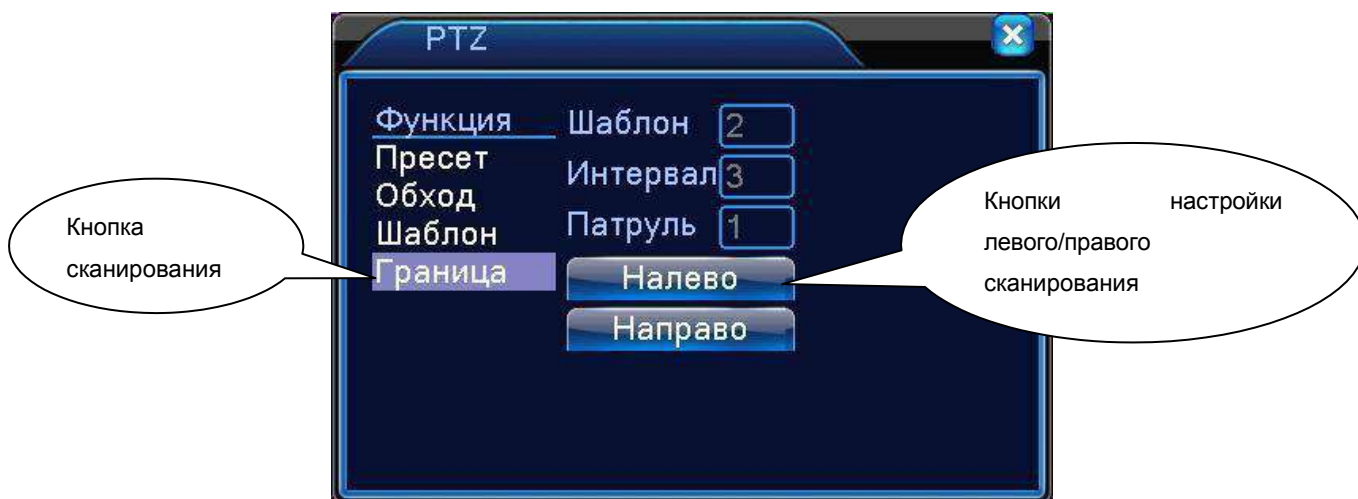 PTZ
Функция
Пресет
Обход
Шаблон
Граница
Шаблон 2
Интервал 3
Патруль 1
Налево
Направо
Кнопка
сканирования
Кнопки настройки
левого/правого
сканирования